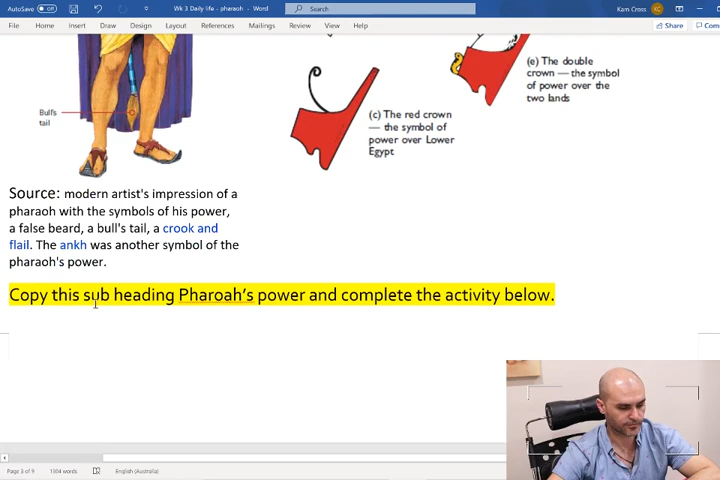 AutoSave Off
Wk 3 Daily life - pharoah - Word
Search
Kam Cross
KC
File Home Insert Draw Design Layout References Mailings Review View Help
Share
Bull's
tail
(e) The double
crown — the symbol
of power over the
two lands
(c) The red crown
— the symbol of
power over Lower
Egypt
Source: modern artist's impression of a
pharaoh with the symbols of his power,
a false beard, a bull's tail, a crook and
flail. The ankh was another symbol of the
pharaoh's power.
Copy this sub heading Pharoah's power and complete the activity below.
Page 3 of 9 1304 words English (Australia)